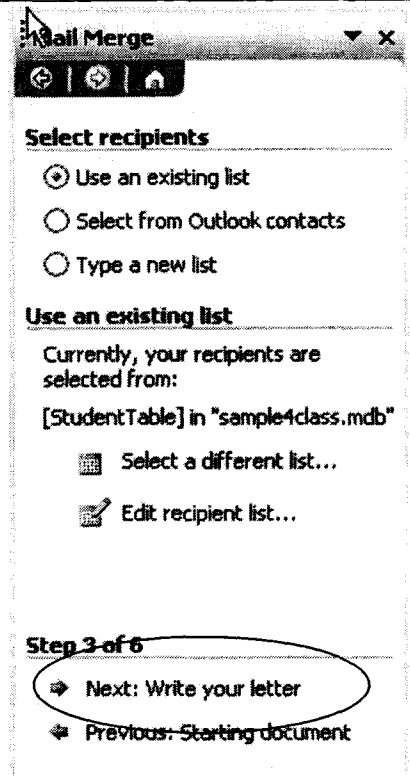 Mail Merge
Select recipients
Use an existing list
Select from Outlook contacts
Type a new list
Use an existing list
Currently, your recipients are
selected from:
[StudentTable] in "sample4class.mdb"
Select a different list...
Edit recipient list...
Step 3 of 6
Next: Write your letter
Previous: Starting document